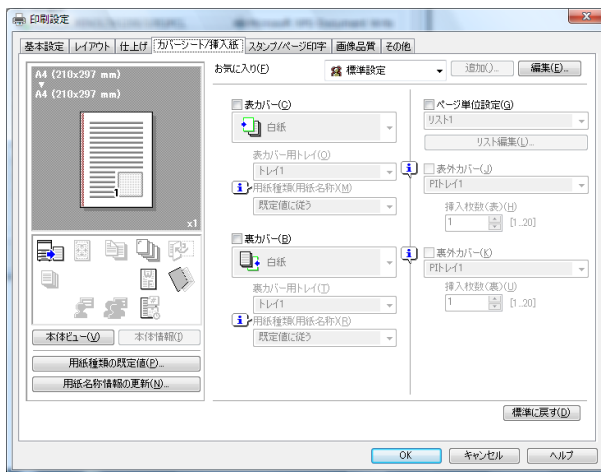 印刷設定
基本設定 レイアウト 仕上げ カバーシート/挿入紙 スタンプ/ページ印字 画像品質 その他
A4 (210x297 mm)
A4 (210x297 mm)
1
x1
本体ビュー(V) 本体情報(I)
用紙種類の既定値(P)...
用紙名称情報の更新(N)...
お気に入り(F) 標準設定 追加()... 編集(E)...
表カバー(C)
白紙
表カバー用トレイ(O)
トレイ1
用紙種類(用紙名称)(M)
既定値に従う
裏カバー(B)
白紙
裏カバー用トレイ(T)
トレイ1
用紙種類(用紙名称)(R)
既定値に従う
ページ単位設定(G)
リスト1
リスト編集(L)...
表外カバー(J)
PIトレイ1
挿入枚数(表)(H)
1 [1..20]
裏外カバー(K)
PIトレイ1
挿入枚数(裏)(U)
1 [1..20]
標準に戻す(D)
OK キャンセル ヘルプ